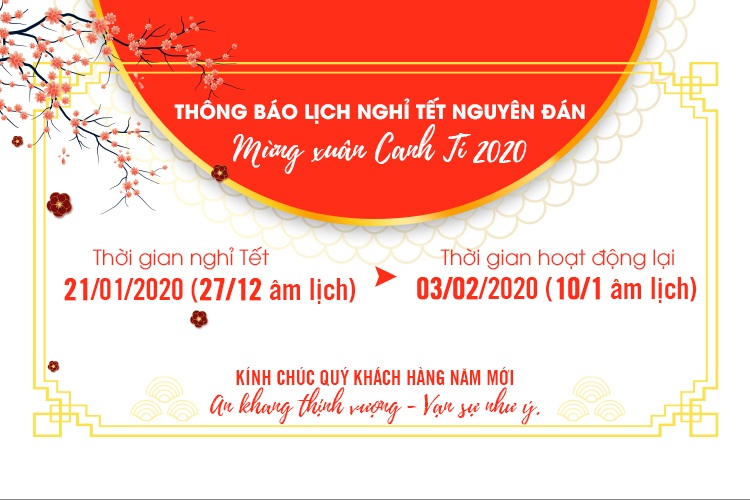 THÔNG BÁO LỊCH NGHỈ TẾT NGUYÊN ĐÁN
Mừng xuân Canh Tí 2020
Thời gian nghỉ Tết
21/01/2020 (27/12 âm lịch)
Thời gian hoạt động lại
03/02/2020 (10/1 âm lịch)
KÍNH CHÚC QUÝ KHÁCH HÀNG NĂM MỚI
An khang thịnh vượng - Vạn sự như ý.